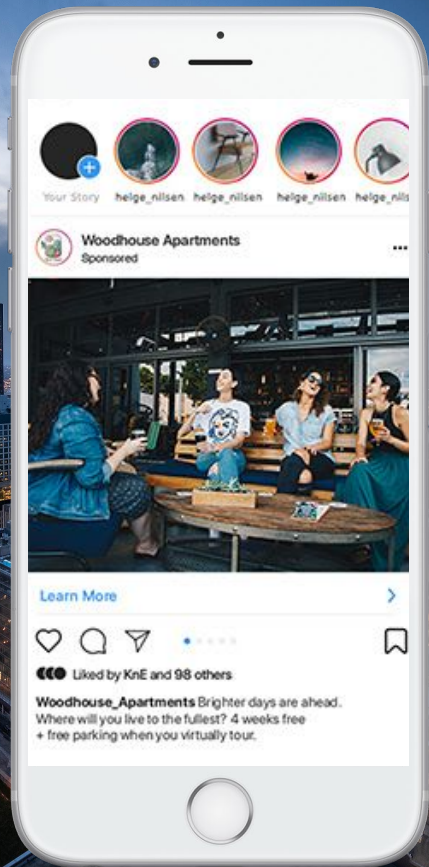 Your Story helge_nilsen helge_nilsen helge_nilsen helge_nils
Woodhouse Apartments
Sponsored
Learn More
Liked by KnE and 98 others
Woodhouse_Apartments Brighter days are ahead.
Where will you live to the fullest? 4 weeks free
+ free parking when you virtually tour.